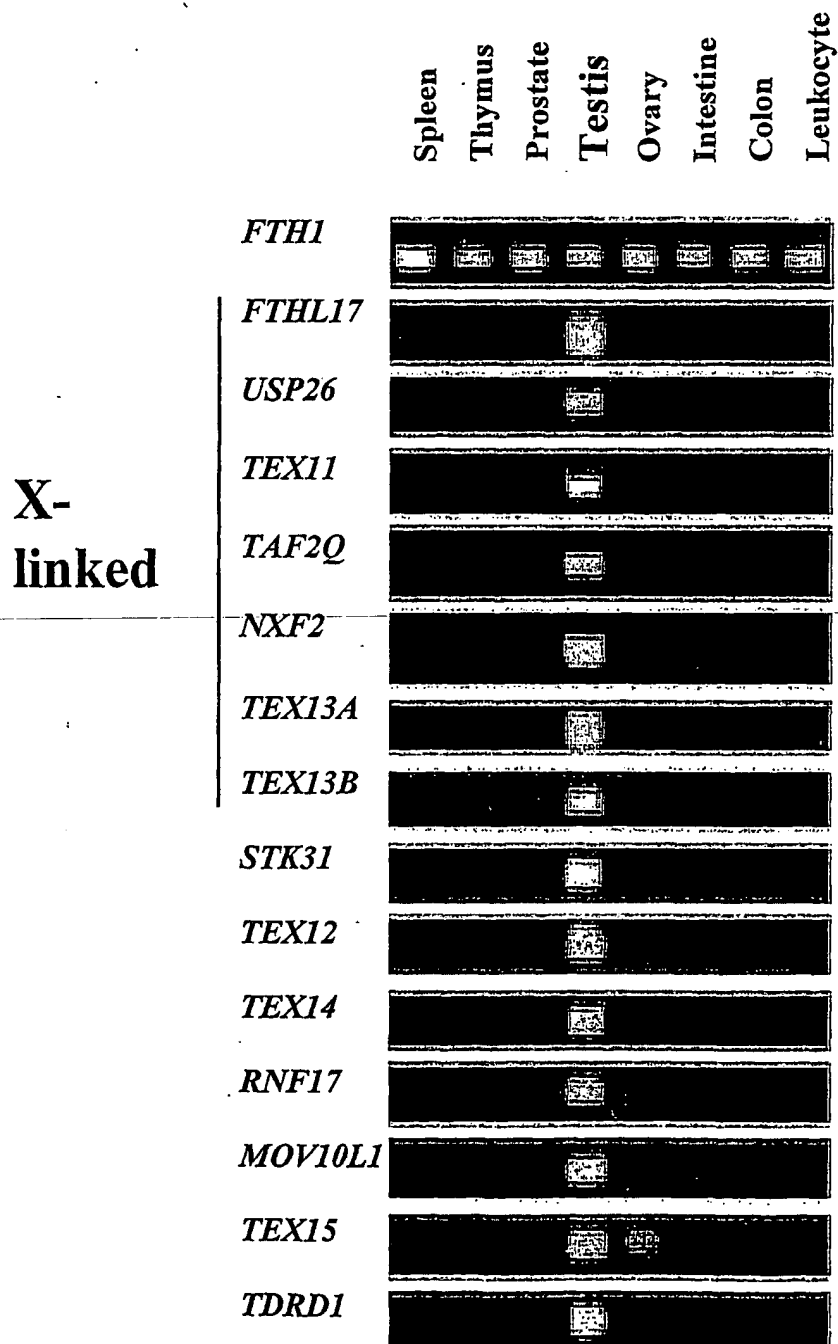 Spleen
Thymus
Prostate
Testis
Ovary
Intestine
Colon
Leukocyte
FTH1
FTHL17
USP26
TEX11
X-
linked
TAF2Q
NXF2
TEX13A
TEX13B
STK31
TEX12
TEX14
RNF17
MOV10L1
TEX15
TDRD1